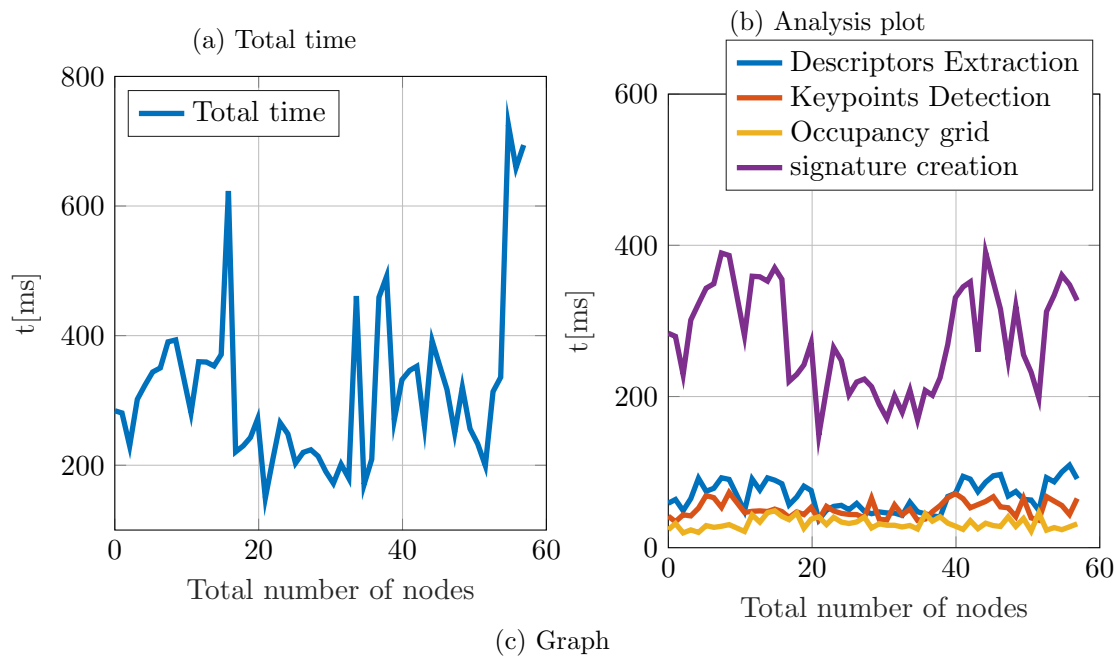 (a) Total time
800
600
400
200
0
20
40
60
t[ms]
Total number of nodes
Total time
(b) Analysis plot
Descriptors Extraction
Keypoints Detection
Occupancy grid
signature creation
600
400
200
0
0
20
40
60
t[ms]
Total number of nodes
(c) Graph